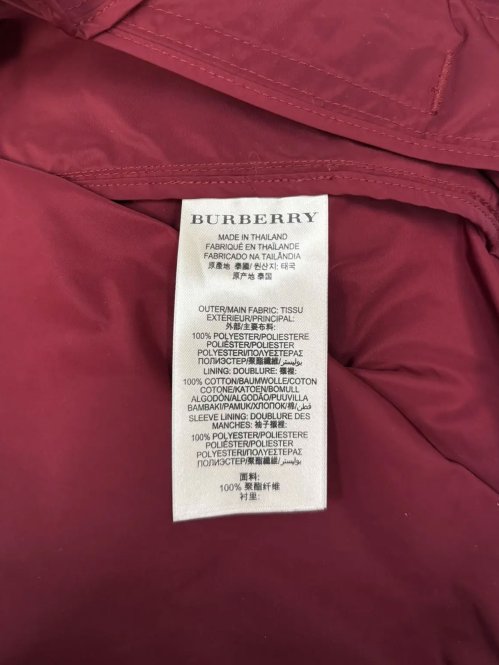 BURBERRY
MADE IN THAILAND
FABRIQUÉ EN THAÏLANDE
FABRICADO NA TAILÂNDIA
原產地 泰國/ 원산지: 태국
原产地 泰国
OUTER/MAIN FABRIC: TISSU
EXTÉRIEUR/PRINCIPAL:
外部/主要布料:
100% POLYESTER/POLIESTERE
POLIÉSTER/POLIESTER
POLYESTERI/ΠΟΛΥΕΣΤΕΡΑΣ
ПОЛИЭСТЕР/聚酯纖維/بوليستر
LINING: DOUBLURE: 襯裡:
100% COTTON/BAUMWOLLE/COTON
COTONE/KATOEN/BOMULL
ALGODÓN/ALGODÃO/PUUVILLA
BAMBAKI/PAMUK/ХЛОПОК/棉/قطن
SLEEVE LINING: DOUBLURE DES
MANCHES: 袖子襯裡:
100% POLYESTER/POLIESTERE
POLIÉSTER/POLIESTER
POLYESTERI/ΠΟΛΥΕΣΤΕΡΑΣ
ПОЛИЭСТЕР/聚酯纖維/بوليستر
面料:
100% 聚酯纤维
衬里: